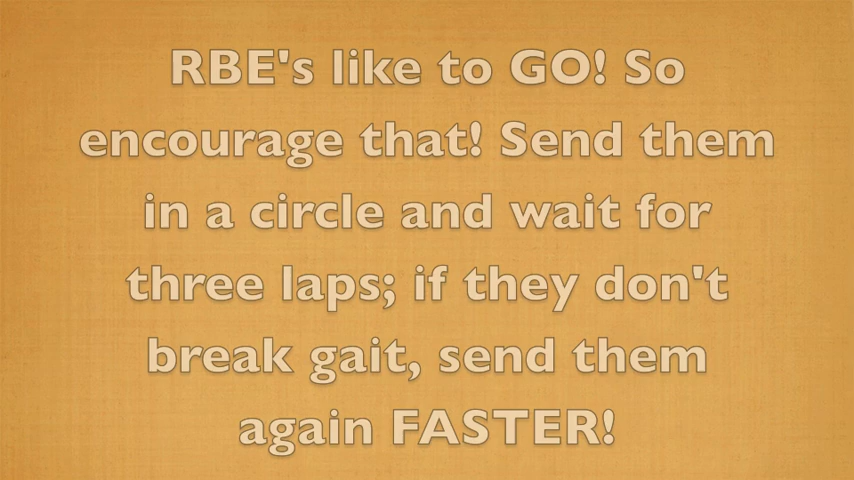 RBE's like to GO! So
encourage that! Send them
in a circle and wait for
three laps; if they don't
break gait, send them
again FASTER!